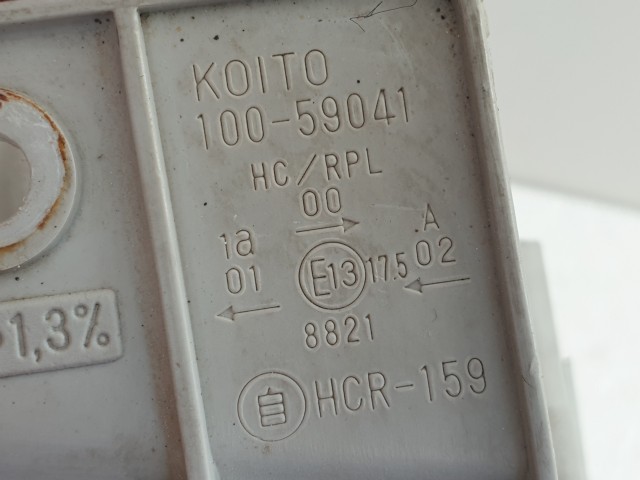 KOITO
100-59041
HC/RPL
00
1a A
01 E13 17.5 02
8821
自 HCR-159
1,3%